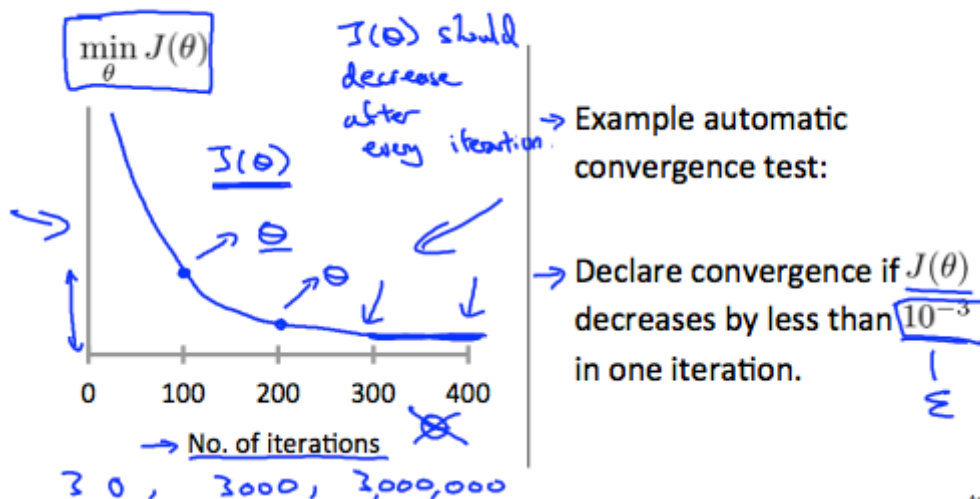 min J(θ)
θ
J(θ) should
decrease
after
every iteration.
J(θ)
θ
θ
0 100 200 300 400
→ No. of iterations θ
30, 3000, 3,000,000
→ Example automatic
convergence test:
→ Declare convergence if J(θ)
decreases by less than 10⁻³
in one iteration.
ε